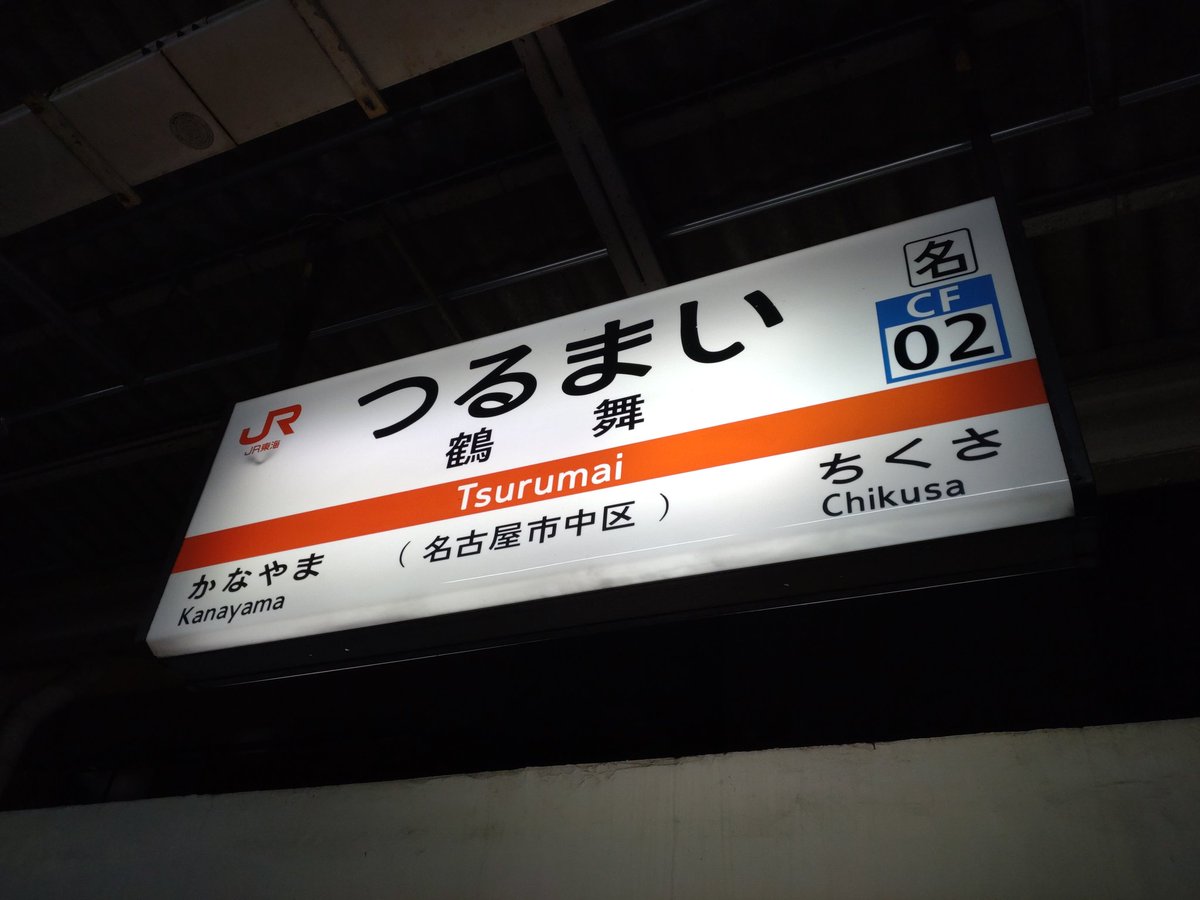 名
CF
02
つるまい
JR
JR東海
鶴舞
Tsurumai
ちくさ
Chikusa
(名古屋市中区)
かなやま
Kanayama